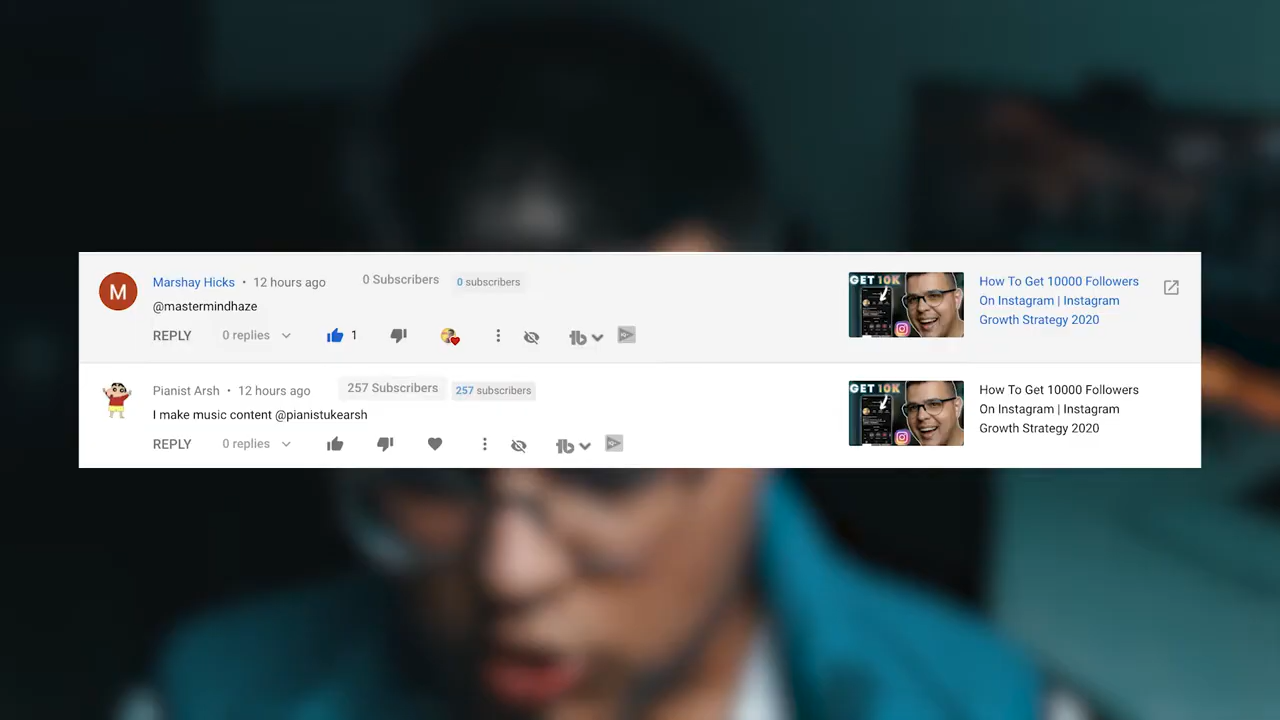 M
Marshay Hicks • 12 hours ago 0 Subscribers 0 subscribers
@mastermindhaze
REPLY 0 replies 1
GET 10K
How To Get 10000 Followers
On Instagram | Instagram
Growth Strategy 2020
Pianist Arsh • 12 hours ago 257 Subscribers 257 subscribers
I make music content @pianistukearsh
REPLY 0 replies
GET 10K
How To Get 10000 Followers
On Instagram | Instagram
Growth Strategy 2020